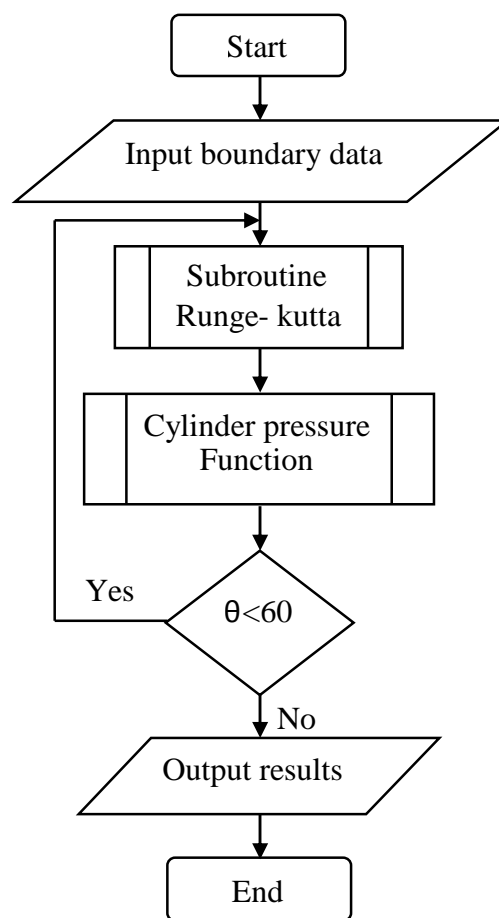 Start
Input boundary data
Subroutine
Runge- kutta
Cylinder pressure
Function
Yes
θ<60
No
Output results
End